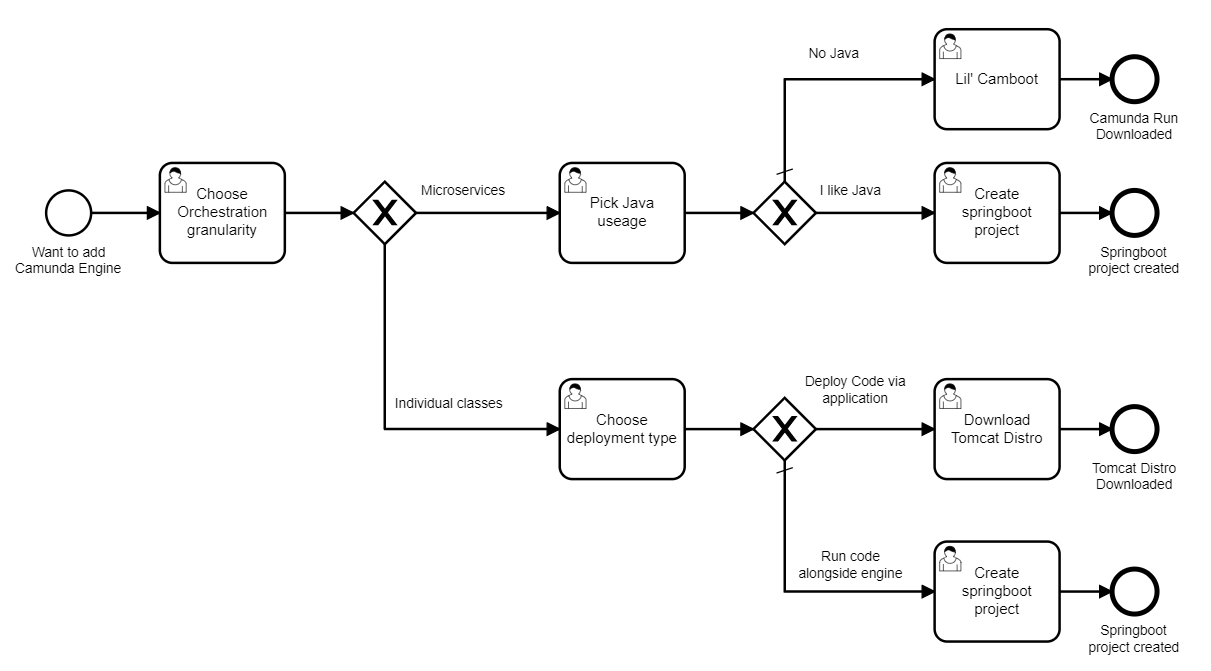 No Java
Lil' Camboot
Camunda Run
Downloaded
Want to add
Camunda Engine
Choose
Orchestration
granularity
Microservices
Pick Java
useage
I like Java
Create
springboot
project
Springboot
project created
Individual classes
Choose
deployment type
Deploy Code via
application
Download
Tomcat Distro
Tomcat Distro
Downloaded
Run code
alongside engine
Create
springboot
project
Springboot
project created